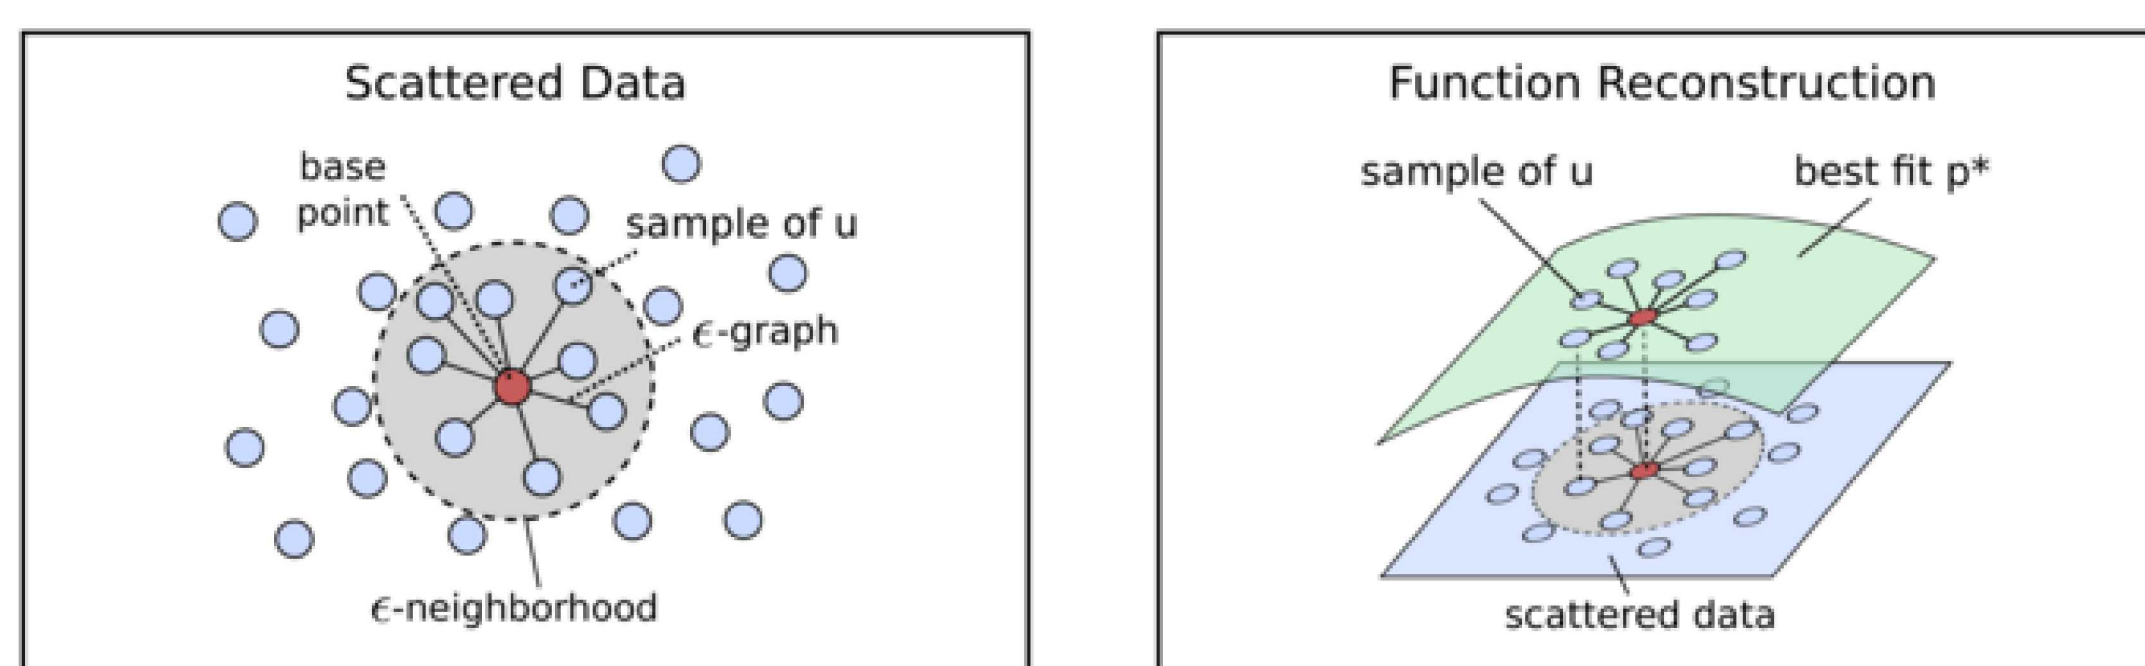 Scattered Data
base
point
sample of u
ϵ-graph
ϵ-neighborhood
Function Reconstruction
sample of u
best fit p*
scattered data